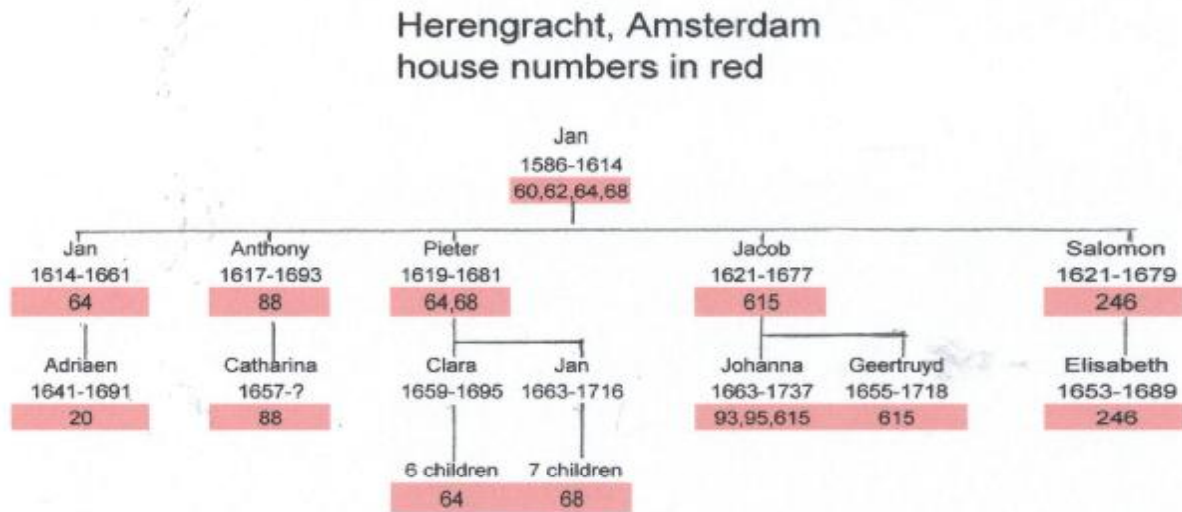 Herengracht, Amsterdam
house numbers in red
Jan
1586-1614
60,62,64,68
Jan Anthony Pieter Jacob Salomon
1614-1661 1617-1693 1619-1681 1621-1677 1621-1679
64 88 64,68 615 246
Adriaen Catharina Clara Jan Johanna Geertruyd Elisabeth
1641-1691 1657-? 1659-1695 1663-1716 1663-1737 1655-1718 1653-1689
20 88 93,95,615 615 246
6 children 7 children
64 68